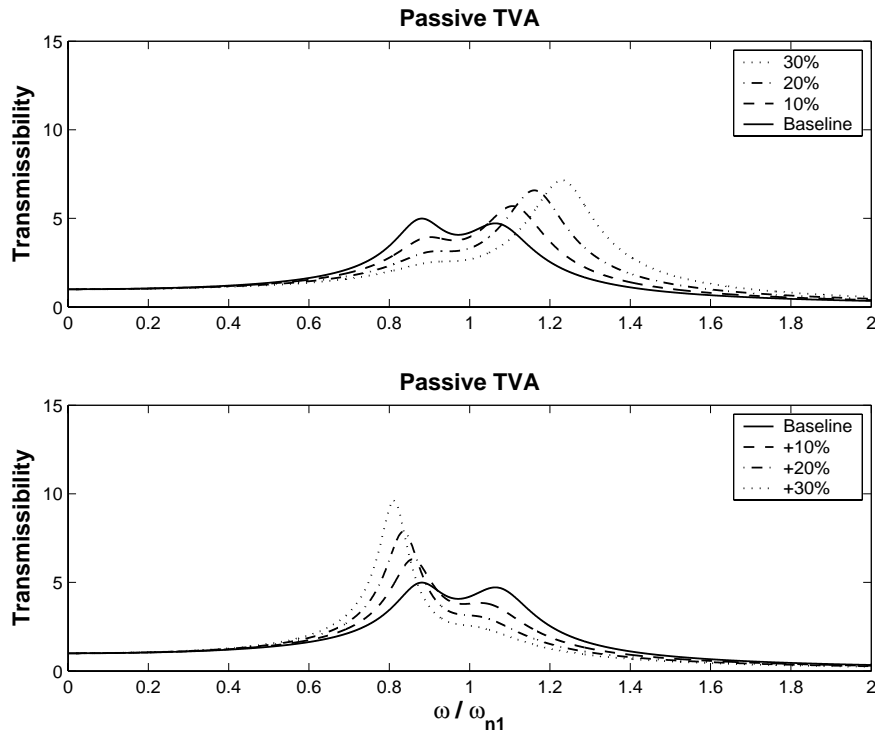 Passive TVA
Transmissibility
15
10
5
0
0 0.2 0.4 0.6 0.8 1 1.2 1.4 1.6 1.8 2
30%
20%
10%
Baseline
Passive TVA
Transmissibility
15
10
5
0
0 0.2 0.4 0.6 0.8 1 1.2 1.4 1.6 1.8 2
Baseline
+10%
+20%
+30%
ω / ωn1